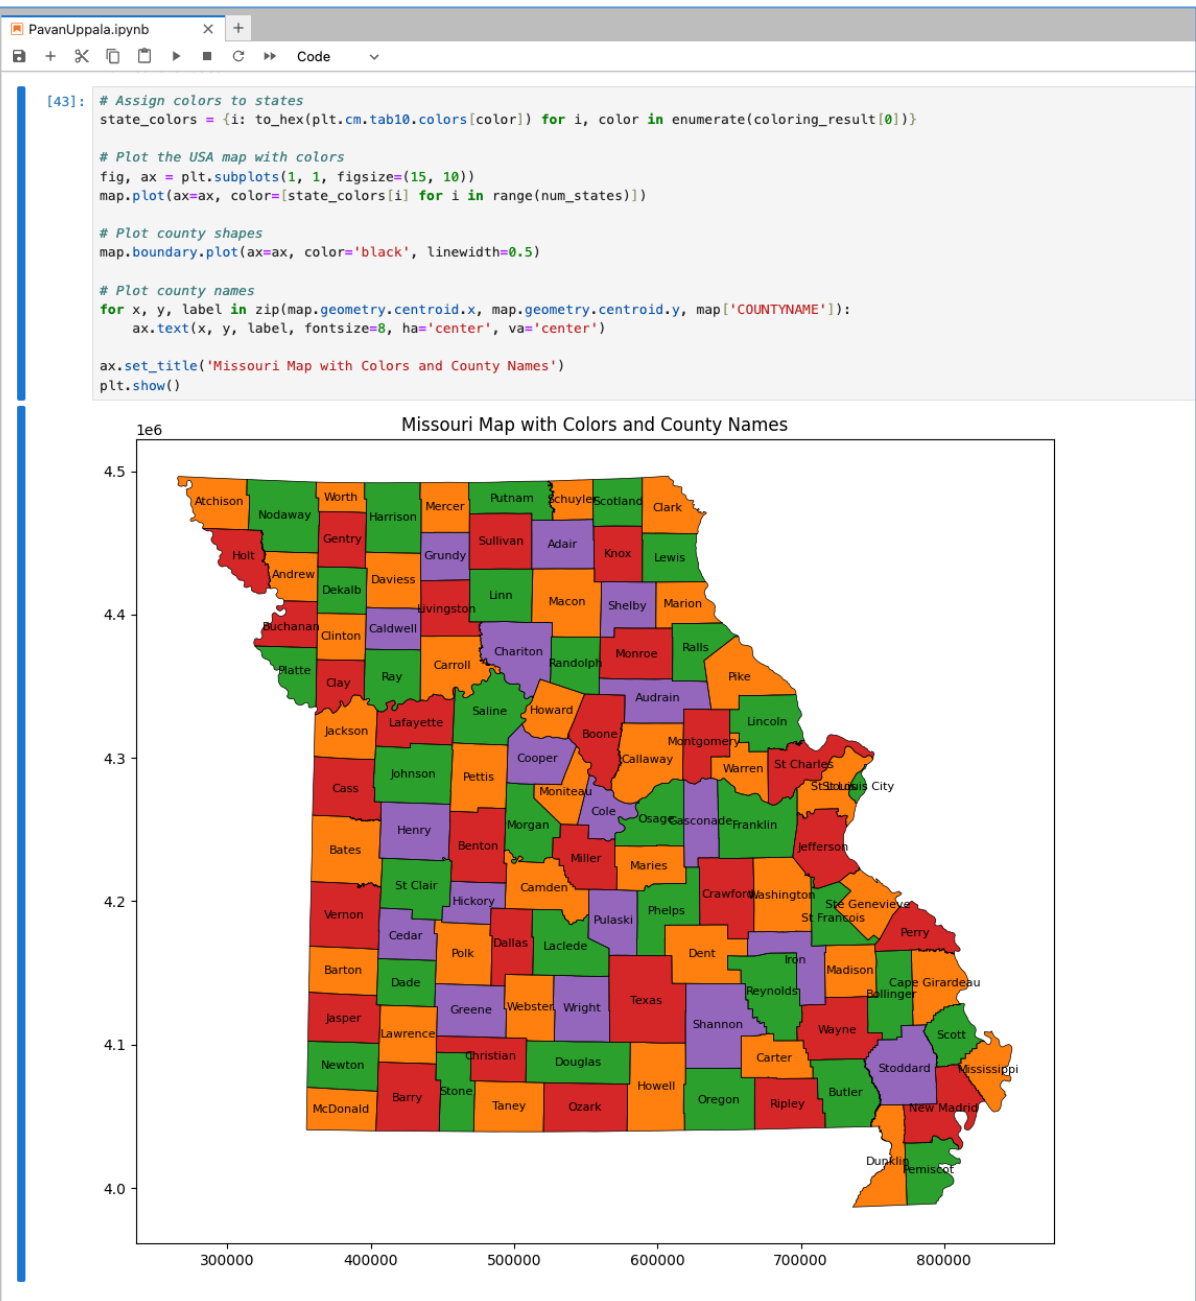 PavanUppala.ipynb
Code
[43]:
# Assign colors to states
state_colors = {i: to_hex(plt.cm.tab10.colors[color]) for i, color in enumerate(coloring_result[0])}
# Plot the USA map with colors
fig, ax = plt.subplots(1, 1, figsize=(15, 10))
map.plot(ax=ax, color=[state_colors[i] for i in range(num_states)])
# Plot county shapes
map.boundary.plot(ax=ax, color='black', linewidth=0.5)
# Plot county names
for x, y, label in zip(map.geometry.centroid.x, map.geometry.centroid.y, map['COUNTYNAME']):
    ax.text(x, y, label, fontsize=8, ha='center', va='center')
ax.set_title('Missouri Map with Colors and County Names')
plt.show()
Missouri Map with Colors and County Names
1e6
4.5
4.4
4.3
4.2
4.1
4.0
Atchison
Nodaway
Worth
Harrison
Mercer
Putnam
Schuyler
Scotland
Clark
Holt
Gentry
Grundy
Sullivan
Adair
Knox
Lewis
Andrew
Dekalb
Daviess
Livingston
Linn
Macon
Shelby
Marion
Buchanan
Clinton
Caldwell
Chariton
Randolph
Monroe
Ralls
Platte
Clay
Ray
Carroll
Pike
Audrain
Jackson
Lafayette
Saline
Howard
Boone
Callaway
Montgomery
Lincoln
Warren
St Charles
St Louis
St Louis City
Cass
Johnson
Pettis
Cooper
Moniteau
Cole
Osage
Gasconade
Franklin
Jefferson
Bates
Henry
Benton
Morgan
Miller
Maries
St Clair
Hickory
Camden
Pulaski
Phelps
Crawford
Washington
Ste Genevieve
St Francois
Perry
Vernon
Cedar
Polk
Dallas
Laclede
Dent
Iron
Madison
Bollinger
Cape Girardeau
Barton
Dade
Greene
Webster
Wright
Texas
Reynolds
Shannon
Wayne
Scott
Jasper
Lawrence
Christian
Douglas
Carter
Stoddard
Mississippi
Newton
Barry
Stone
Taney
Ozark
Howell
Oregon
Ripley
Butler
New Madrid
McDonald
Dunklin
Pemiscot
300000
400000
500000
600000
700000
800000